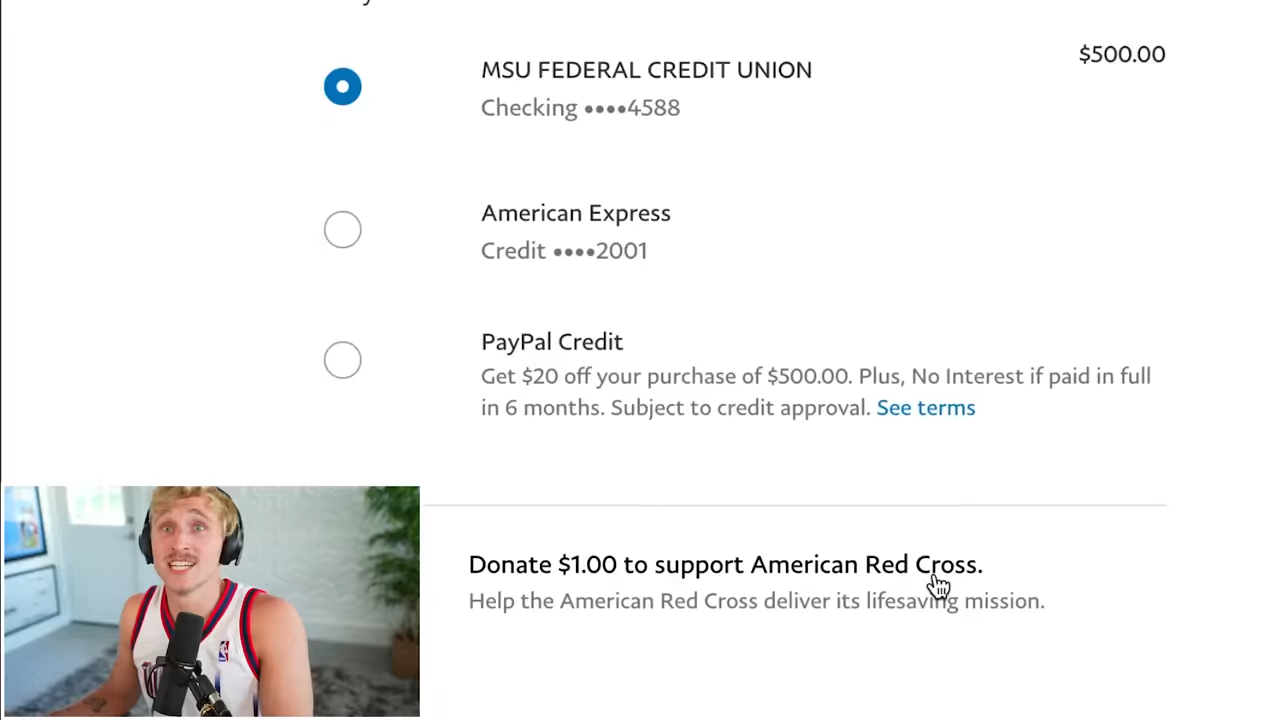 MSU FEDERAL CREDIT UNION
$500.00
Checking ••••4588
American Express
Credit ••••2001
PayPal Credit
Get $20 off your purchase of $500.00. Plus, No Interest if paid in full
in 6 months. Subject to credit approval. See terms
Donate $1.00 to support American Red Cross.
Help the American Red Cross deliver its lifesaving mission.